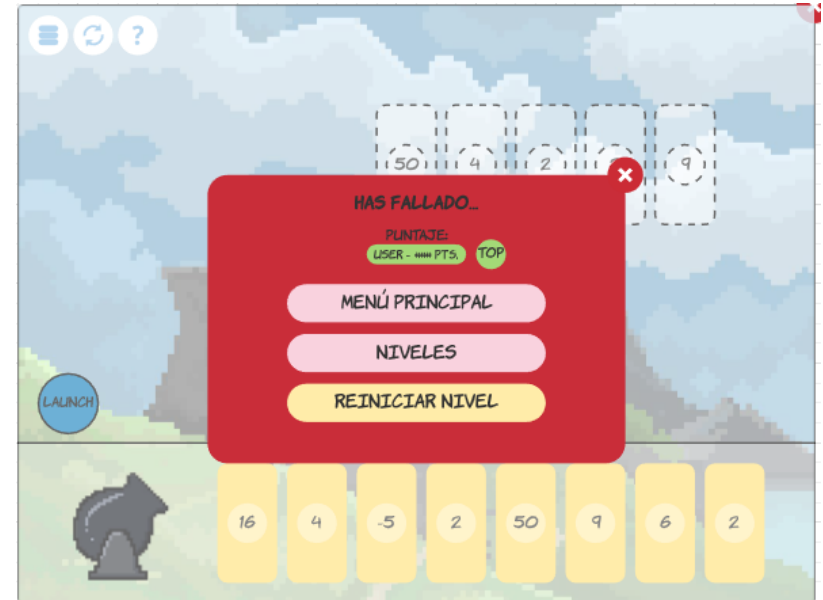 ?
50 4 2 9
HAS FALLADO...
PUNTAJE:
USER - **** PTS.
TOP
MENÚ PRINCIPAL
NIVELES
REINICIAR NIVEL
LAUNCH
16 4 -5 2 50 9 6 2